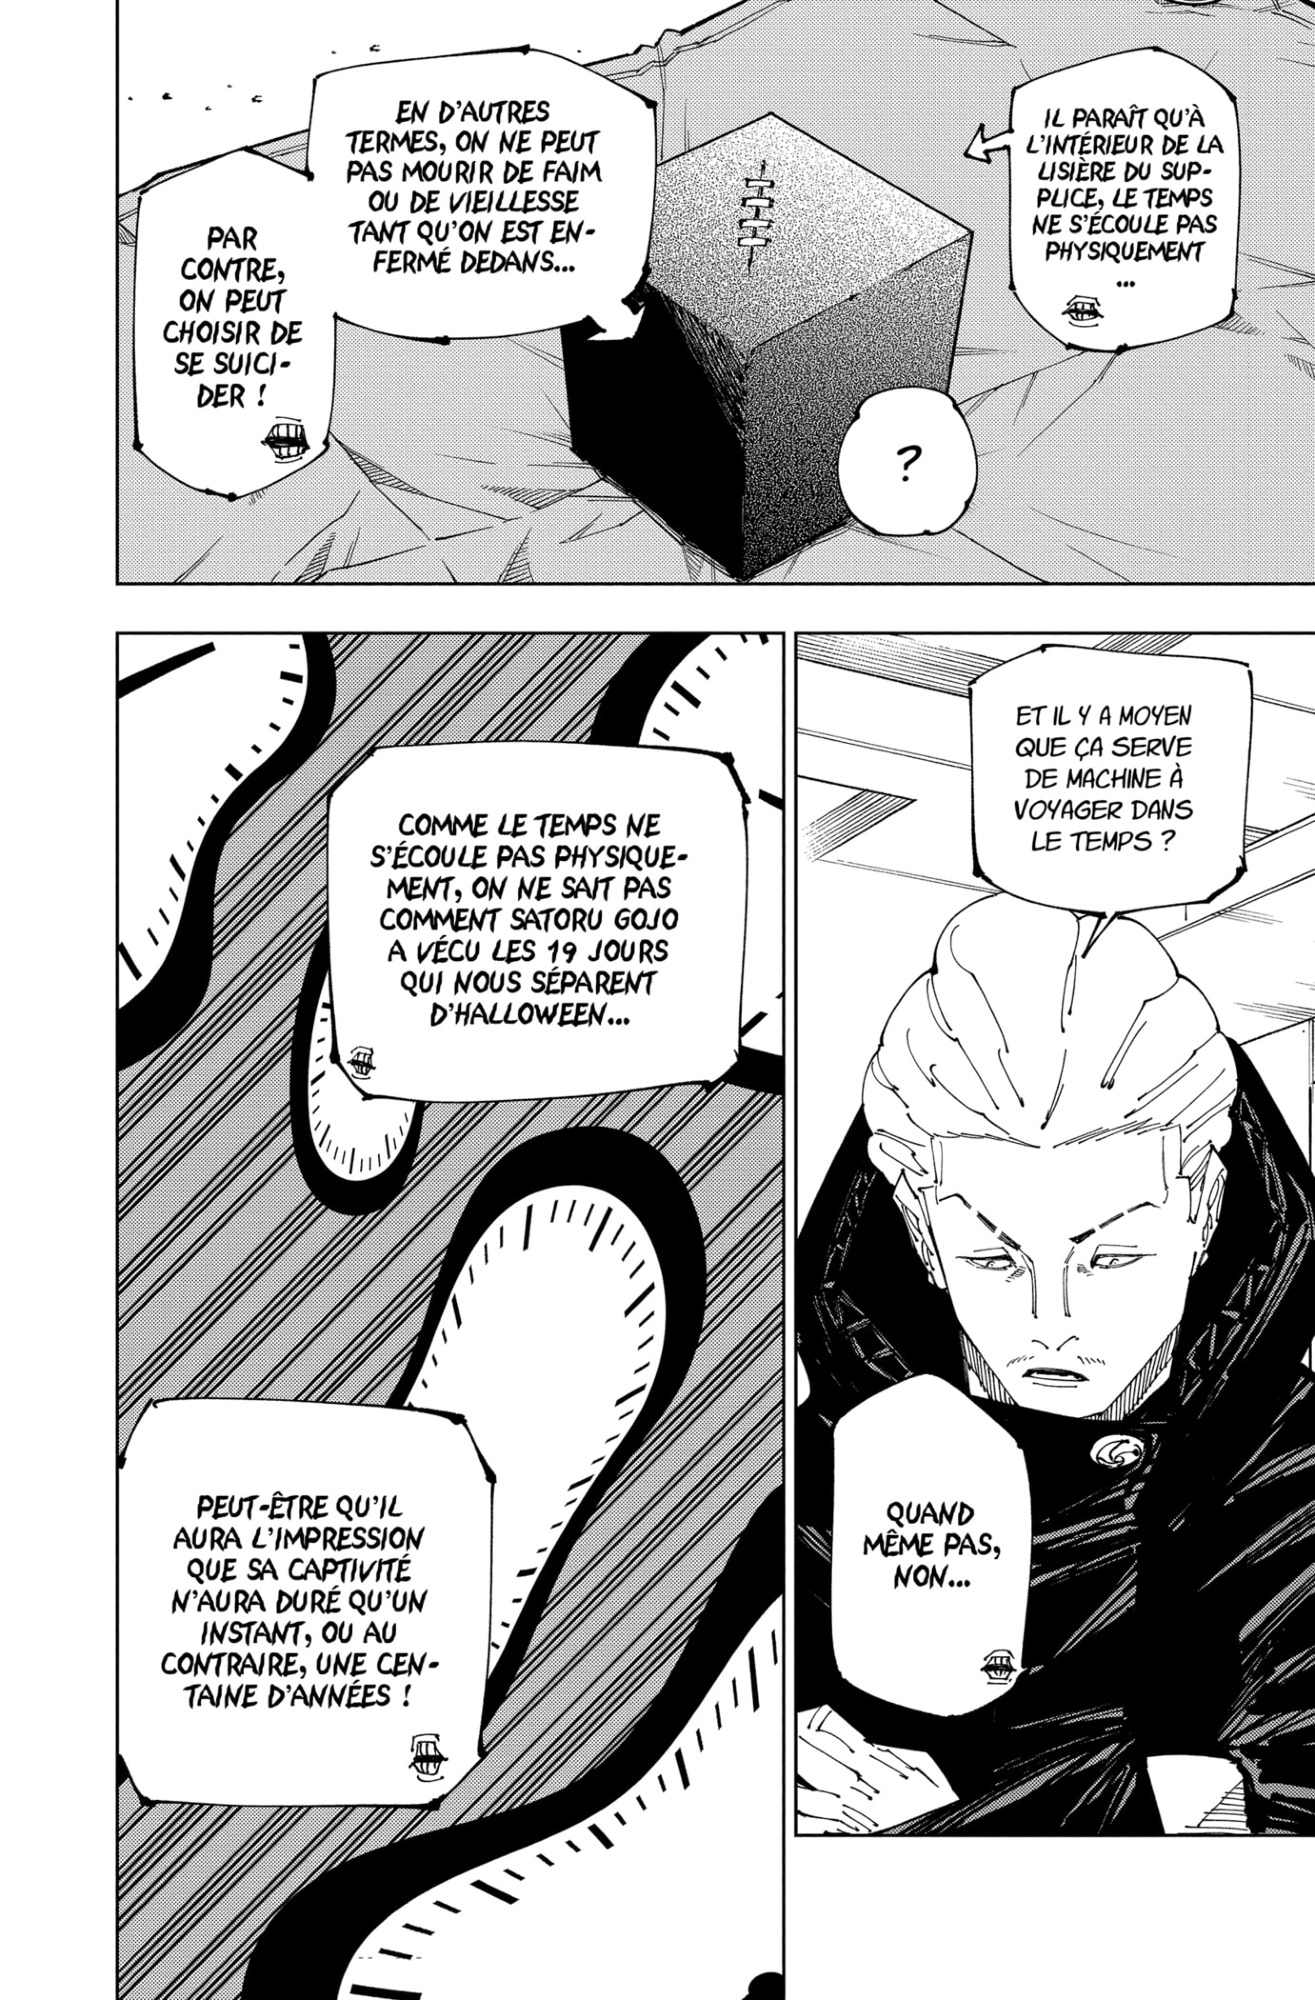 IL PARAÎT QU'À
L'INTÉRIEUR DE LA
LISIÈRE DU SUP-
PLICE, LE TEMPS
NE S'ÉCOULE PAS
PHYSIQUEMENT
...
EN D'AUTRES
TERMES, ON NE PEUT
PAS MOURIR DE FAIM
OU DE VIEILLESSE
TANT QU'ON EST EN-
FERMÉ DEDANS...
PAR
CONTRE,
ON PEUT
CHOISIR DE
SE SUICI-
DER !
?
ET IL Y A MOYEN
QUE ÇA SERVE
DE MACHINE À
VOYAGER DANS
LE TEMPS ?
QUAND
MÊME PAS,
NON...
COMME LE TEMPS NE
S'ÉCOULE PAS PHYSIQUE-
MENT, ON NE SAIT PAS
COMMENT SATORU GOJO
A VÉCU LES 19 JOURS
QUI NOUS SÉPARENT
D'HALLOWEEN...
PEUT-ÊTRE QU'IL
AURA L'IMPRESSION
QUE SA CAPTIVITÉ
N'AURA DURÉ QU'UN
INSTANT, OU AU
CONTRAIRE, UNE CEN-
TAINE D'ANNÉES !